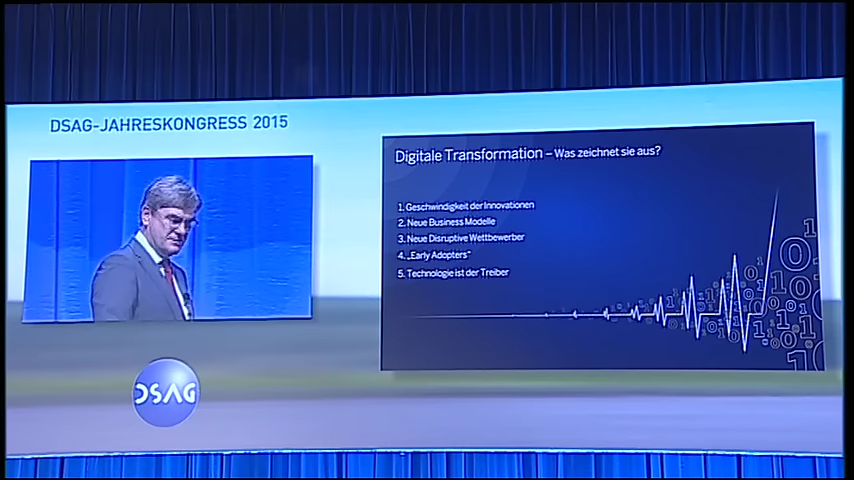 DSAG-JAHRESKONGRESS 2015
Digitale Transformation – Was zeichnet sie aus?
1. Geschwindigkeit der Innovationen
2. Neue Business Modelle
3. Neue Disruptive Wettbewerber
4. „Early Adopters“
5. Technologie ist der Treiber
DSAG